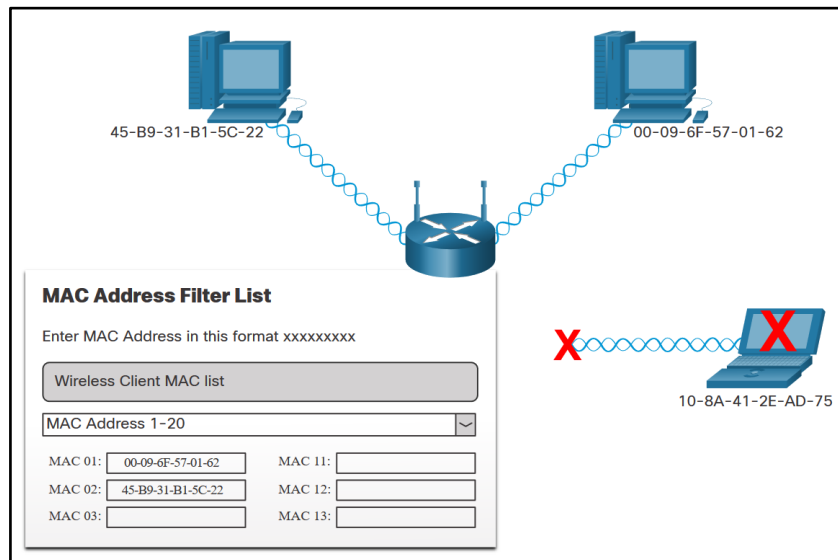 45-B9-31-B1-5C-22
00-09-6F-57-01-62
MAC Address Filter List
Enter MAC Address in this format xxxxxxxxx
Wireless Client MAC list
MAC Address 1-20
MAC 01: 00-09-6F-57-01-62 MAC 11:
MAC 02: 45-B9-31-B1-5C-22 MAC 12:
MAC 03: MAC 13:
X
X
10-8A-41-2E-AD-75